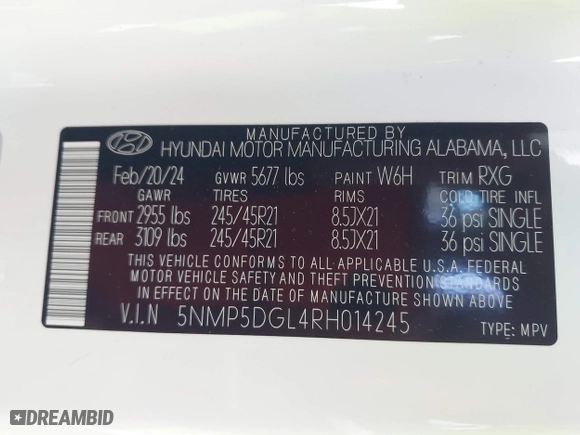 MANUFACTURED BY
HYUNDAI MOTOR MANUFACTURING ALABAMA, LLC
Feb/20/24 GVWR 5677 lbs PAINT W6H TRIM RXG
GAWR TIRES RIMS COLD TIRE INFL
FRONT 2955 lbs 245/45R21 8.5JX21 36 psi SINGLE
REAR 3109 lbs 245/45R21 8.5JX21 36 psi SINGLE
THIS VEHICLE CONFORMS TO ALL APPLICABLE U.S.A. FEDERAL
MOTOR VEHICLE SAFETY AND THEFT PREVENTION STANDARDS
IN EFFECT ON THE DATE OF MANUFACTURE SHOWN ABOVE.
V.I.N 5NMP5DGL4RH014245 TYPE: MPV
DREAMBID